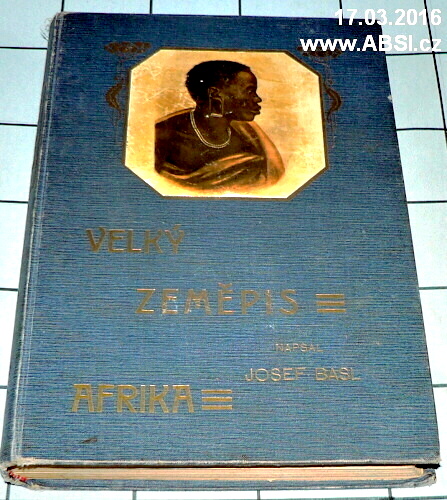 17.03.2016
www.ABSI.cz
VELKÝ
ZEMĚPIS
NAPSAL
JOSEF BASL
AFRIKA